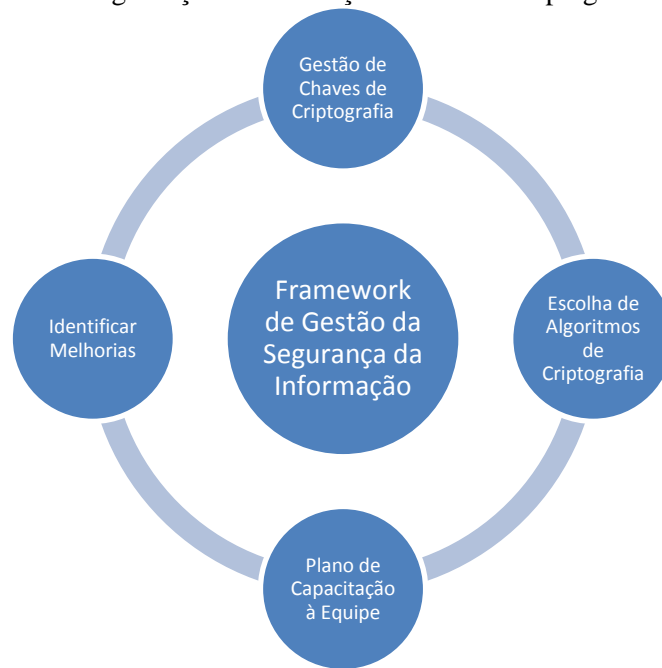 Gestão de
Chaves de
Criptografia
Framework
de Gestão da
Segurança da
Informação
Escolha de
Algoritmos
de
Criptografia
Identificar
Melhorias
Plano de
Capacitação
à Equipe